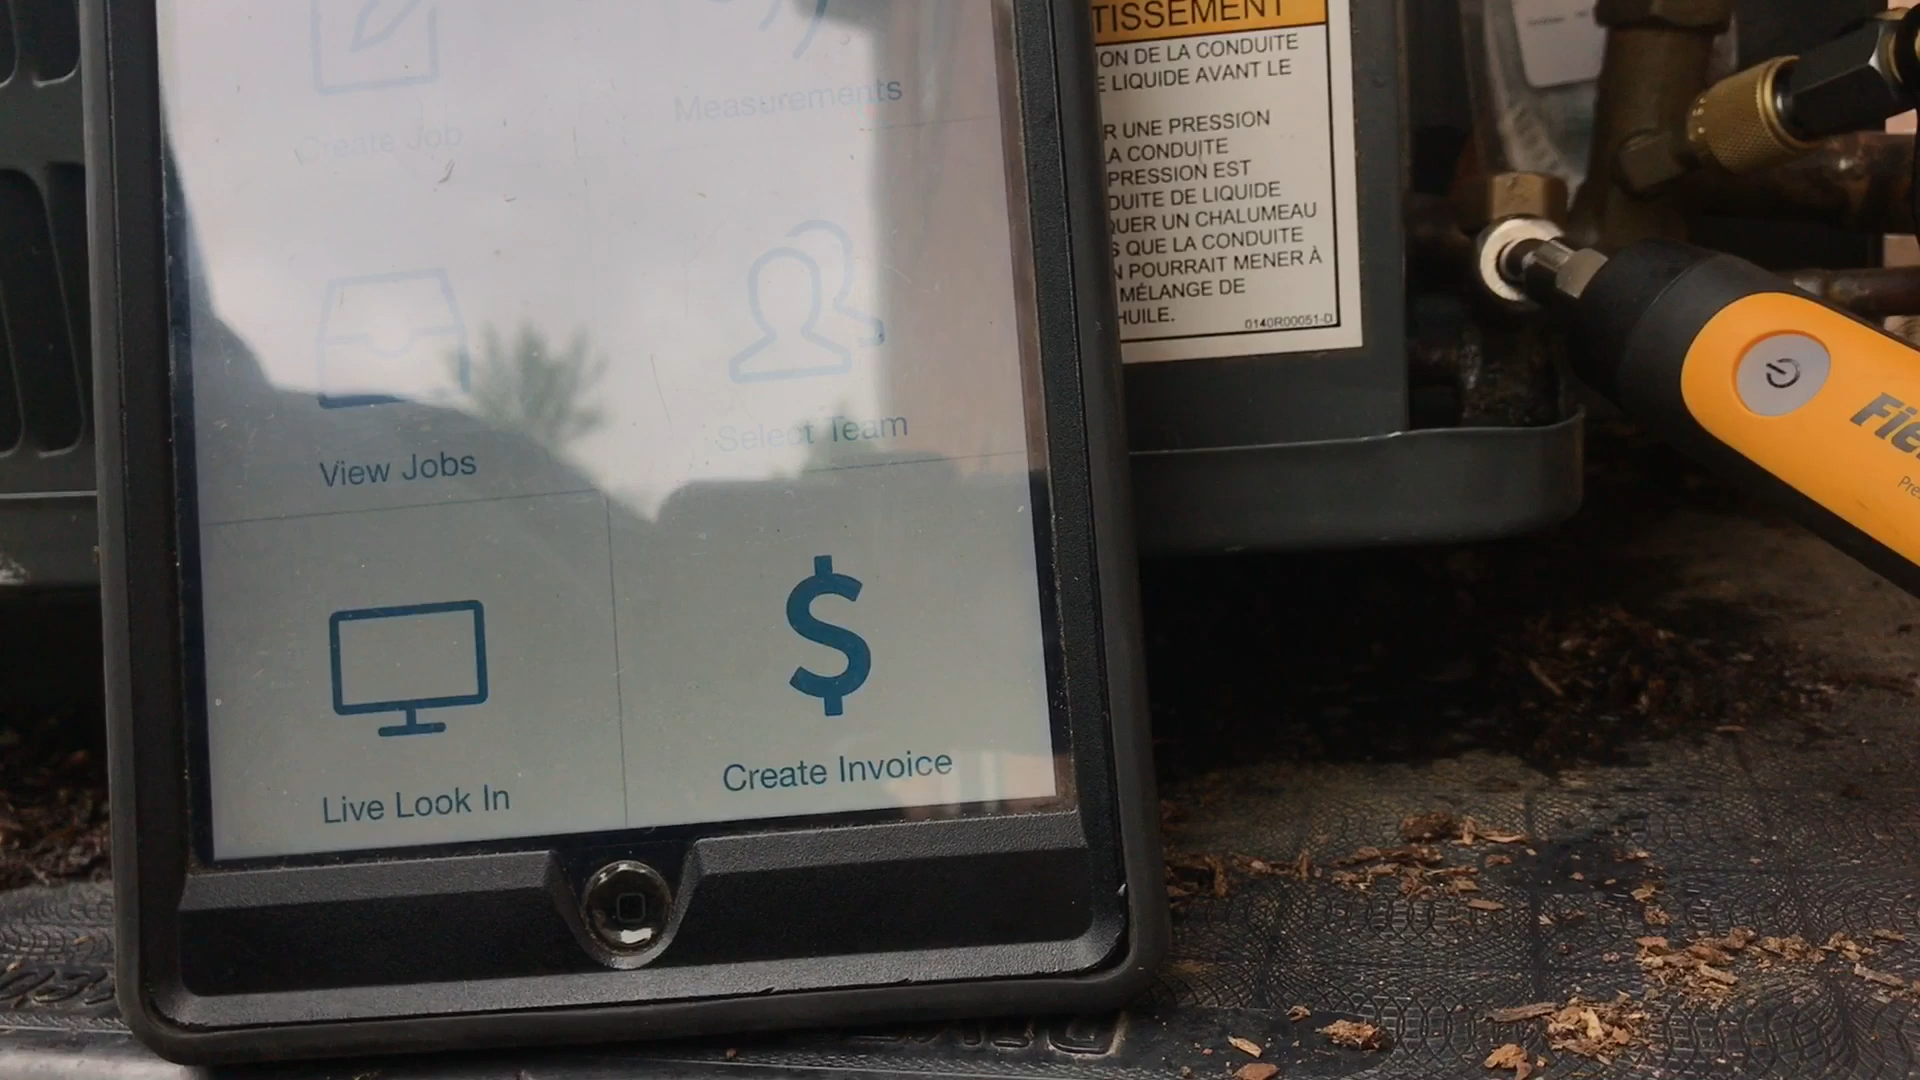 Create Job
Measurements
View Jobs
Select Team
Live Look In
Create Invoice
TISSEMENT
ON DE LA CONDUITE
E LIQUIDE AVANT LE
R UNE PRESSION
A CONDUITE
PRESSION EST
DUITE DE LIQUIDE
QUER UN CHALUMEAU
S QUE LA CONDUITE
N POURRAIT MENER À
MÉLANGE DE
HUILE.
0140R00051-D
Fie
Pre